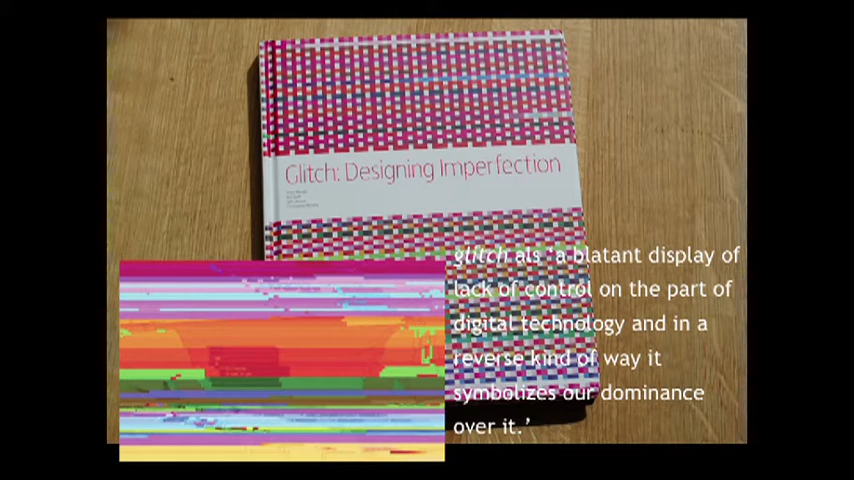 Glitch: Designing Imperfection
glitch als ‘a blatant display of
lack of control on the part of
digital technology and in a
reverse kind of way it
symbolizes our dominance
over it.’